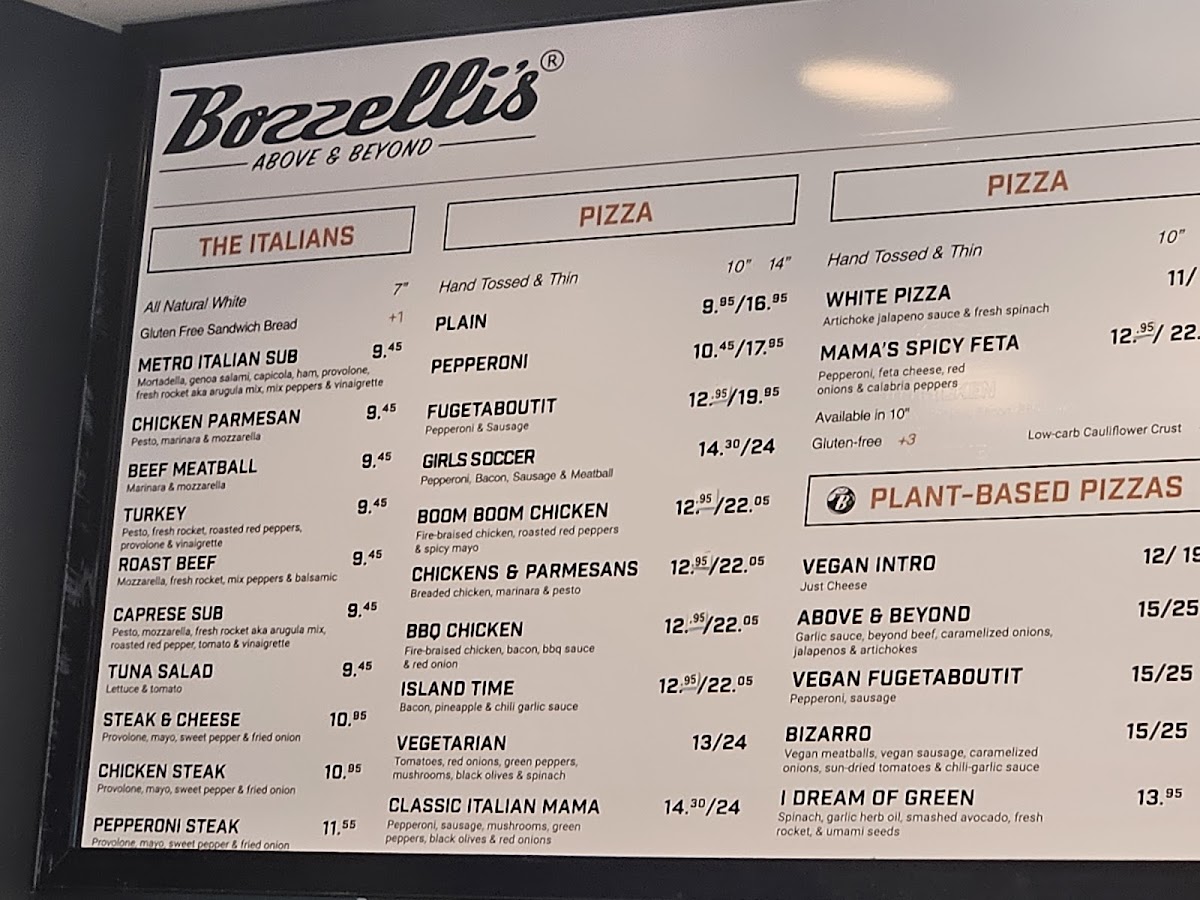 Bozzelli's®
ABOVE & BEYOND
THE ITALIANS
All Natural White 7"
Gluten Free Sandwich Bread +1
METRO ITALIAN SUB 9.45
Mortadella, genoa salami, capicola, ham, provolone,
fresh rocket aka arugula mix, mix peppers & vinaigrette
CHICKEN PARMESAN 9.45
Pesto, marinara & mozzarella
BEEF MEATBALL 9.45
Marinara & mozzarella
TURKEY 9.45
Pesto, fresh rocket, roasted red peppers,
provolone & vinaigrette
ROAST BEEF 9.45
Mozzarella, fresh rocket, mix peppers & balsamic
CAPRESE SUB 9.45
Pesto, mozzarella, fresh rocket aka arugula mix,
roasted red pepper, tomato & vinaigrette
TUNA SALAD 9.45
Lettuce & tomato
STEAK & CHEESE 10.95
Provolone, mayo, sweet pepper & fried onion
CHICKEN STEAK 10.95
Provolone, mayo, sweet pepper & fried onion
PEPPERONI STEAK 11.55
Provolone, mayo, sweet pepper & fried onion
PIZZA
Hand Tossed & Thin 10" 14"
PLAIN 9.95/16.95
PEPPERONI 10.45/17.95
FUGETABOUTIT 12.95/19.95
Pepperoni & Sausage
GIRLS SOCCER 14.30/24
Pepperoni, Bacon, Sausage & Meatball
BOOM BOOM CHICKEN 12.95/22.05
Fire-braised chicken, roasted red peppers
& spicy mayo
CHICKENS & PARMESANS 12.95/22.05
Breaded chicken, marinara & pesto
BBQ CHICKEN 12.95/22.05
Fire-braised chicken, bacon, bbq sauce
& red onion
ISLAND TIME 12.95/22.05
Bacon, pineapple & chili garlic sauce
VEGETARIAN 13/24
Tomatoes, red onions, green peppers,
mushrooms, black olives & spinach
CLASSIC ITALIAN MAMA 14.30/24
Pepperoni, sausage, mushrooms, green
peppers, black olives & red onions
PIZZA
Hand Tossed & Thin 10"
WHITE PIZZA 11/
Artichoke jalapeno sauce & fresh spinach
MAMA'S SPICY FETA 12.95/ 22.
Pepperoni, feta cheese, red
onions & calabria peppers
Available in 10"
Gluten-free +3 Low-carb Cauliflower Crust
B PLANT-BASED PIZZAS
VEGAN INTRO 12/ 19
Just Cheese
ABOVE & BEYOND 15/25
Garlic sauce, beyond beef, caramelized onions,
jalapenos & artichokes
VEGAN FUGETABOUTIT 15/25
Pepperoni, sausage
BIZARRO 15/25
Vegan meatballs, vegan sausage, caramelized
onions, sun-dried tomatoes & chili-garlic sauce
I DREAM OF GREEN 13.95
Spinach, garlic herb oil, smashed avocado, fresh
rocket, & umami seeds